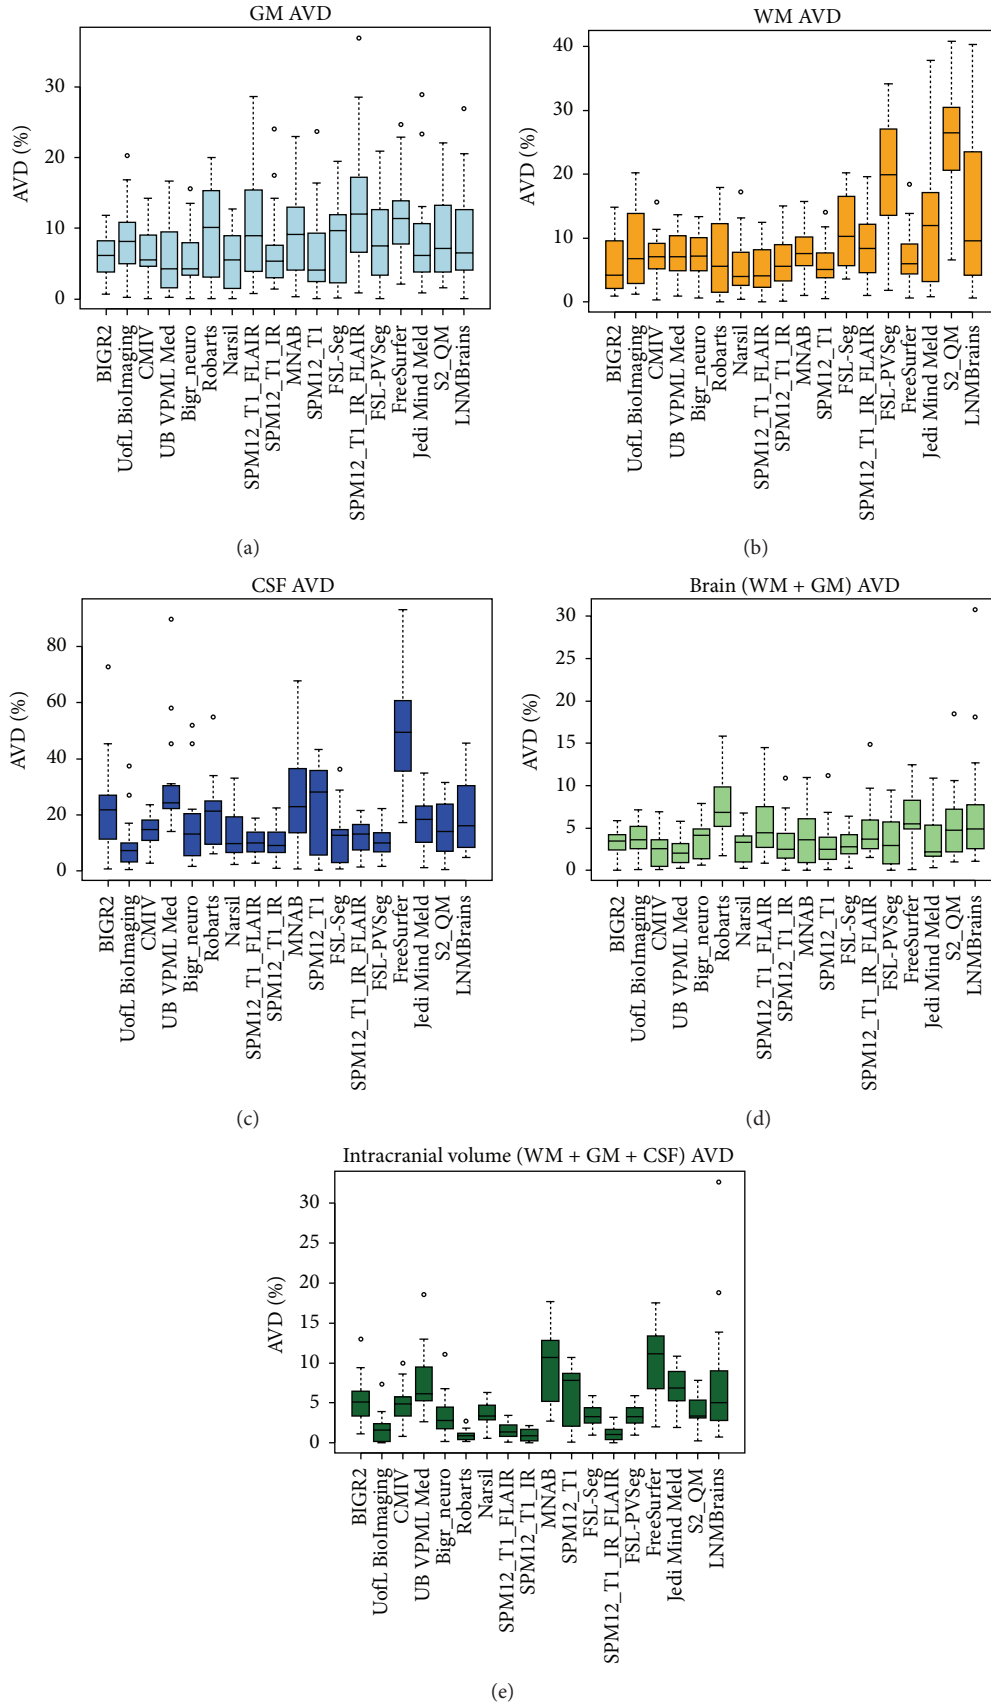 GM AVD
AVD (%)
30
20
10
0
BIGR2
UofL BioImaging
CMIV
UB VPML Med
Bigr_neuro
Robarts
Narsil
SPM12_T1_FLAIR
SPM12_T1_IR
MNAB
SPM12_T1
FSL-Seg
SPM12_T1_IR_FLAIR
FSL-PVSeg
FreeSurfer
Jedi Mind Meld
S2_QM
LNMBrains
(a)
WM AVD
AVD (%)
40
30
20
10
0
BIGR2
UofL BioImaging
CMIV
UB VPML Med
Bigr_neuro
Robarts
Narsil
SPM12_T1_FLAIR
SPM12_T1_IR
MNAB
SPM12_T1
FSL-Seg
SPM12_T1_IR_FLAIR
FSL-PVSeg
FreeSurfer
Jedi Mind Meld
S2_QM
LNMBrains
(b)
CSF AVD
AVD (%)
80
60
40
20
0
BIGR2
UofL BioImaging
CMIV
UB VPML Med
Bigr_neuro
Robarts
Narsil
SPM12_T1_FLAIR
SPM12_T1_IR
MNAB
SPM12_T1
FSL-Seg
SPM12_T1_IR_FLAIR
FSL-PVSeg
FreeSurfer
Jedi Mind Meld
S2_QM
LNMBrains
(c)
Brain (WM + GM) AVD
AVD (%)
30
25
20
15
10
5
0
BIGR2
UofL BioImaging
CMIV
UB VPML Med
Bigr_neuro
Robarts
Narsil
SPM12_T1_FLAIR
SPM12_T1_IR
MNAB
SPM12_T1
FSL-Seg
SPM12_T1_IR_FLAIR
FSL-PVSeg
FreeSurfer
Jedi Mind Meld
S2_QM
LNMBrains
(d)
Intracranial volume (WM + GM + CSF) AVD
AVD (%)
30
25
20
15
10
5
0
BIGR2
UofL BioImaging
CMIV
UB VPML Med
Bigr_neuro
Robarts
Narsil
SPM12_T1_FLAIR
SPM12_T1_IR
MNAB
SPM12_T1
FSL-Seg
SPM12_T1_IR_FLAIR
FSL-PVSeg
FreeSurfer
Jedi Mind Meld
S2_QM
LNMBrains
(e)